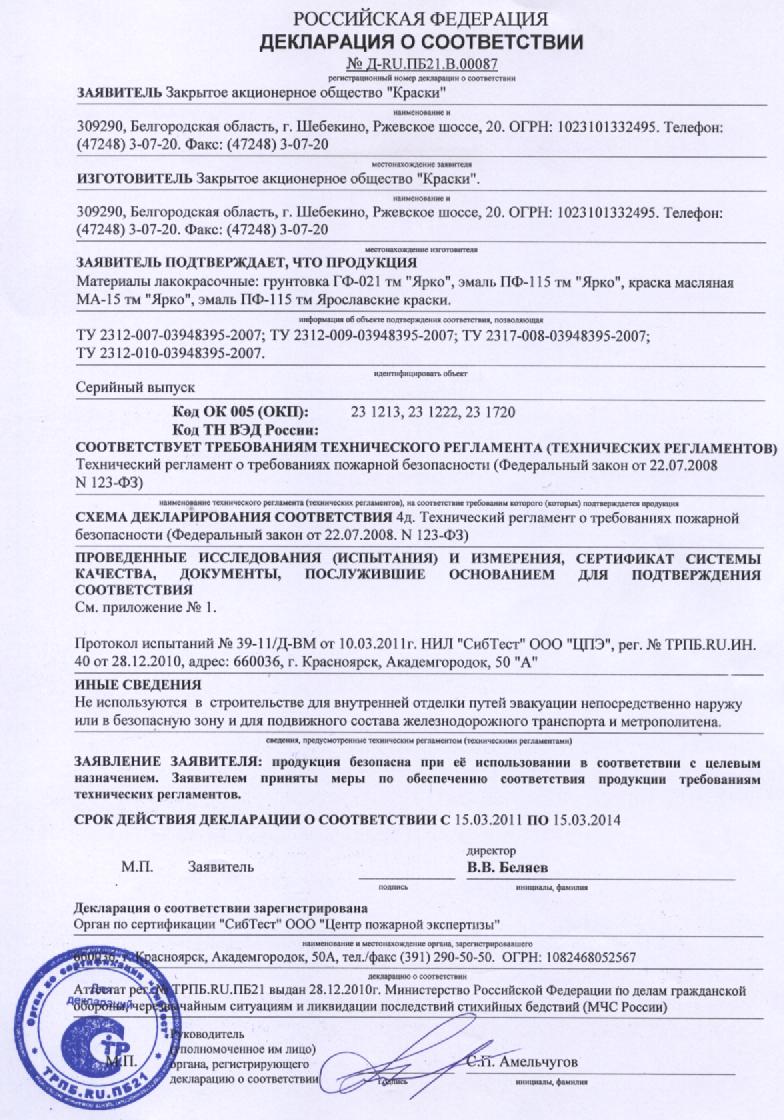 РОССИЙСКАЯ ФЕДЕРАЦИЯ
ДЕКЛАРАЦИЯ О СООТВЕТСТВИИ
№ Д-RU.ПБ21.В.00087
регистрационный номер декларации о соответствии
ЗАЯВИТЕЛЬ Закрытое акционерное общество "Краски"
наименование и
309290, Белгородская область, г. Шебекино, Ржевское шоссе, 20. ОГРН: 1023101332495. Телефон:
(47248) 3-07-20. Факс: (47248) 3-07-20
местонахождение заявителя
ИЗГОТОВИТЕЛЬ Закрытое акционерное общество "Краски".
наименование и
309290, Белгородская область, г. Шебекино, Ржевское шоссе, 20. ОГРН: 1023101332495. Телефон:
(47248) 3-07-20. Факс: (47248) 3-07-20
местонахождение изготовителя
ЗАЯВИТЕЛЬ ПОДТВЕРЖДАЕТ, ЧТО ПРОДУКЦИЯ
Материалы лакокрасочные: грунтовка ГФ-021 тм "Ярко", эмаль ПФ-115 тм "Ярко", краска масляная
МА-15 тм "Ярко", эмаль ПФ-115 тм Ярославские краски.
информация об объекте подтверждения соответствия, позволяющая
ТУ 2312-007-03948395-2007; ТУ 2312-009-03948395-2007; ТУ 2317-008-03948395-2007;
ТУ 2312-010-03948395-2007.
идентифицировать объект
Серийный выпуск
Код ОК 005 (ОКП): 23 1213, 23 1222, 23 1720
Код ТН ВЭД России:
СООТВЕТСТВУЕТ ТРЕБОВАНИЯМ ТЕХНИЧЕСКОГО РЕГЛАМЕНТА (ТЕХНИЧЕСКИХ РЕГЛАМЕНТОВ)
Технический регламент о требованиях пожарной безопасности (Федеральный закон от 22.07.2008
N 123-ФЗ)
наименование технического регламента (технических регламентов), на соответствие требованиям которого (которых) подтверждается продукция
СХЕМА ДЕКЛАРИРОВАНИЯ СООТВЕТСТВИЯ 4д. Технический регламент о требованиях пожарной
безопасности (Федеральный закон от 22.07.2008. N 123-ФЗ)
ПРОВЕДЕННЫЕ ИССЛЕДОВАНИЯ (ИСПЫТАНИЯ) И ИЗМЕРЕНИЯ, СЕРТИФИКАТ СИСТЕМЫ
КАЧЕСТВА, ДОКУМЕНТЫ, ПОСЛУЖИВШИЕ ОСНОВАНИЕМ ДЛЯ ПОДТВЕРЖДЕНИЯ
СООТВЕТСТВИЯ
См. приложение № 1.
Протокол испытаний № 39-11/Д-ВМ от 10.03.2011г. НИЛ "СибТест" ООО "ЦПЭ", рег. № ТРПБ.RU.ИН.
40 от 28.12.2010, адрес: 660036, г. Красноярск, Академгородок, 50 "А"
ИНЫЕ СВЕДЕНИЯ
Не используются в строительстве для внутренней отделки путей эвакуации непосредственно наружу
или в безопасную зону и для подвижного состава железнодорожного транспорта и метрополитена.
сведения, предусмотренные техническим регламентом (техническими регламентами)
ЗАЯВЛЕНИЕ ЗАЯВИТЕЛЯ: продукция безопасна при её использовании в соответствии с целевым
назначением. Заявителем приняты меры по обеспечению соответствия продукции требованиям
технических регламентов.
СРОК ДЕЙСТВИЯ ДЕКЛАРАЦИИ О СООТВЕТСТВИИ С 15.03.2011 ПО 15.03.2014
директор
М.П. Заявитель В.В. Беляев
подпись инициалы, фамилия
Декларация о соответствии зарегистрирована
Орган по сертификации "СибТест" ООО "Центр пожарной экспертизы"
наименование и местонахождение органа, зарегистрировавшего
660036, г. Красноярск, Академгородок, 50А, тел./факс (391) 290-50-50. ОГРН: 1082468052567
декларацию о соответствии
Аттестат рег. № ТРПБ.RU.ПБ21 выдан 28.12.2010г. Министерство Российской Федерации по делам гражданской
обороны, чрезвычайным ситуациям и ликвидации последствий стихийных бедствий (МЧС России)
Руководитель
(уполномоченное им лицо)
М.П. органа, регистрирующего С.П. Амельчугов
декларацию о соответствии подпись инициалы, фамилия
Орган по сертификации "СибТест"
Для
деклараций
ТР
ТРПБ.RU.ПБ21